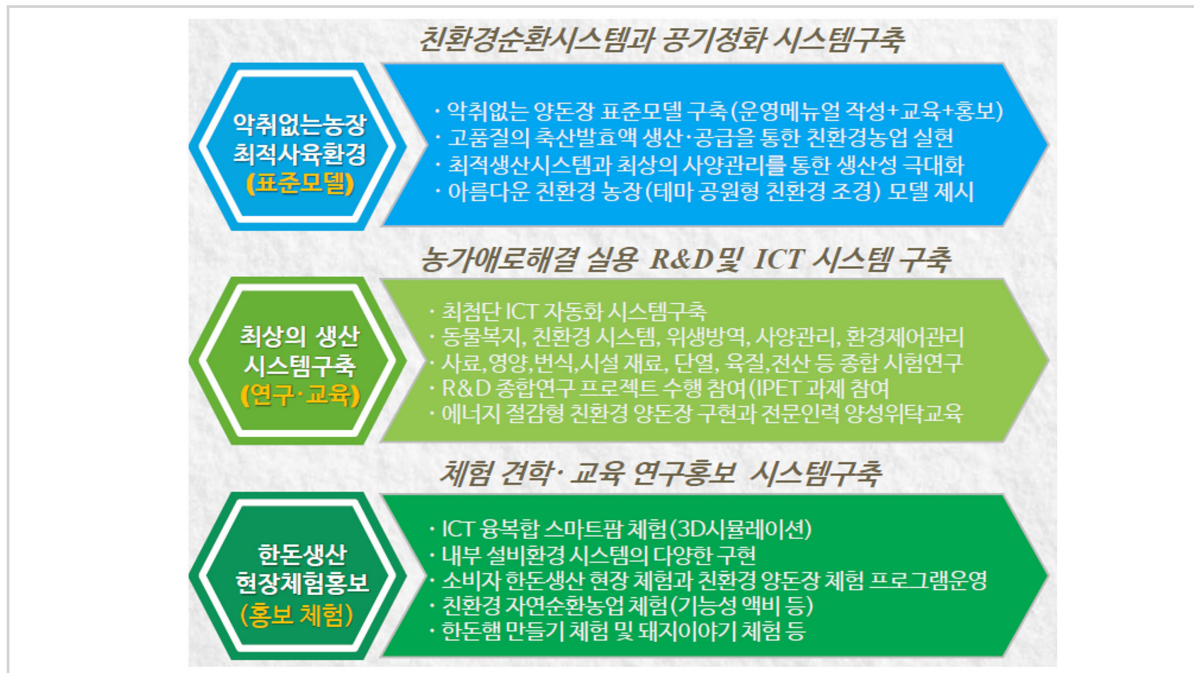 친환경순환시스템과 공기정화 시스템구축
악취없는농장
최적사육환경
(표준모델)
· 악취없는 양돈장 표준모델 구축(운영메뉴얼 작성+교육+홍보)
· 고품질의 축산발효액 생산·공급을 통한 친환경농업 실현
· 최적생산시스템과 최상의 사양관리를 통한 생산성 극대화
· 아름다운 친환경 농장(테마 공원형 친환경 조경) 모델 제시
농가애로해결 실용 R&D및 ICT 시스템 구축
최상의 생산
시스템구축
(연구·교육)
· 최첨단 ICT 자동화 시스템구축
· 동물복지, 친환경 시스템, 위생방역, 사양관리, 환경제어관리
· 사료,영양,번식,시설 재료, 단열, 육질,전산 등 종합 시험연구
· R&D 종합연구 프로젝트 수행 참여(IPET 과제 참여
· 에너지 절감형 친환경 양돈장 구현과 전문인력 양성위탁교육
체험 견학· 교육 연구홍보 시스템구축
한돈생산
현장체험홍보
(홍보 체험)
· ICT 융복합 스마트팜 체험(3D시뮬레이션)
· 내부 설비환경 시스템의 다양한 구현
· 소비자 한돈생산 현장 체험과 친환경 양돈장 체험 프로그램운영
· 친환경 자연순환농업 체험(기능성 액비 등)
· 한돈햄 만들기 체험 및 돼지이야기 체험 등